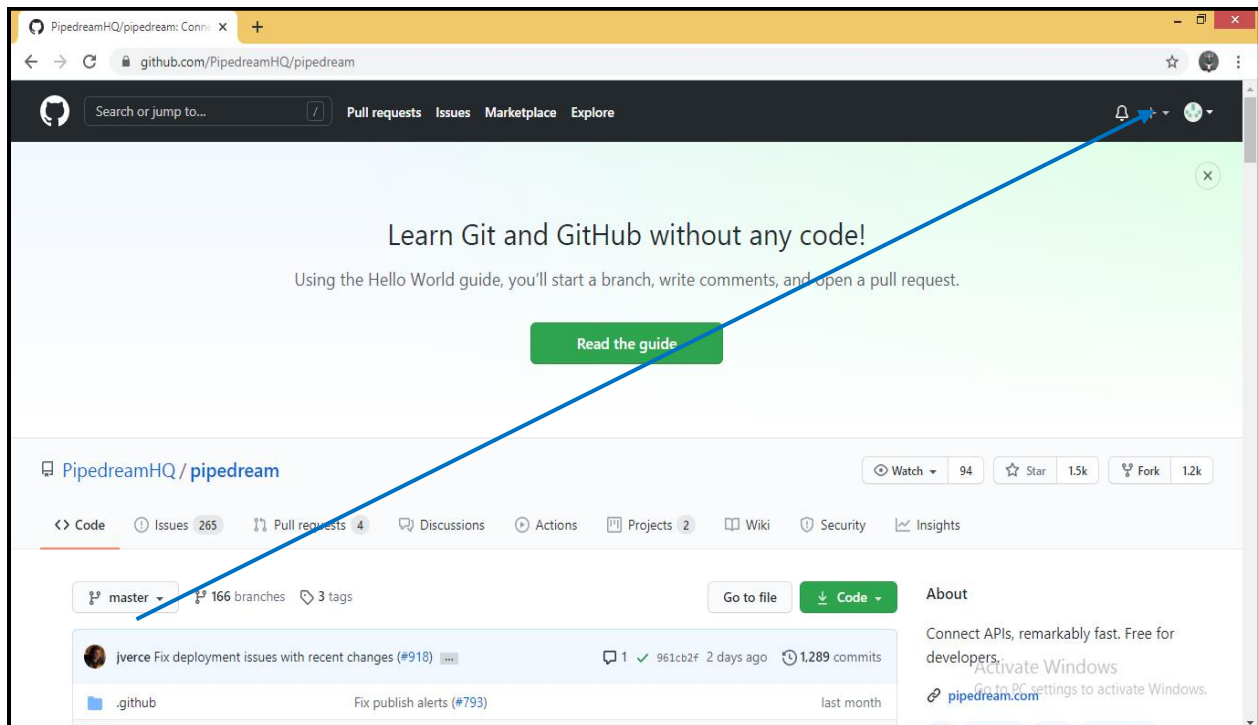 PipedreamHQ/pipedream: Conne
github.com/PipedreamHQ/pipedream
Search or jump to... / Pull requests Issues Marketplace Explore
Learn Git and GitHub without any code!
Using the Hello World guide, you'll start a branch, write comments, and open a pull request.
Read the guide
PipedreamHQ / pipedream
Watch 94 Star 1.5k Fork 1.2k
<> Code Issues 265 Pull requests 4 Discussions Actions Projects 2 Wiki Security Insights
master 166 branches 3 tags Go to file Code
About
jverce Fix deployment issues with recent changes (#918) ... 1 961cb2f 2 days ago 1,289 commits
Connect APIs, remarkably fast. Free for
developers.
Activate Windows
Go to PC settings to activate Windows.
pipedream.com
.github Fix publish alerts (#793) last month